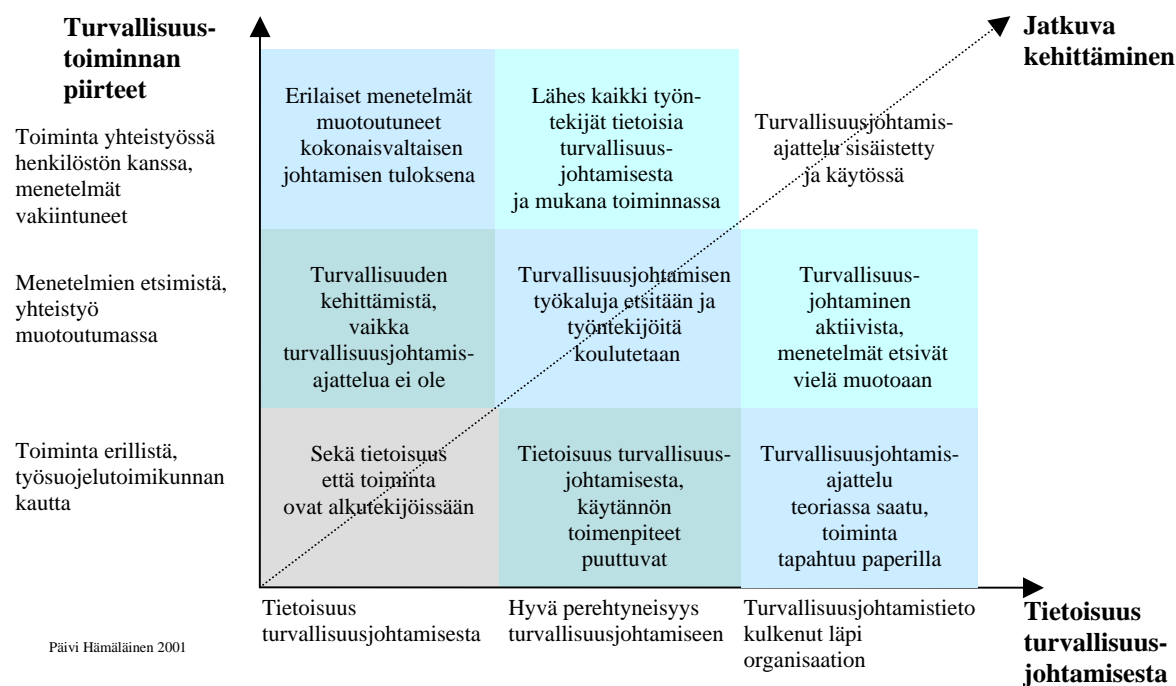 Turvallisuus-
toiminnan
piirteet
Jatkuva
kehittäminen
Toiminta yhteistyössä
henkilöstön kanssa,
menetelmät
vakiintuneet
Erilaiset menetelmät
muotoutuneet
kokonaisvaltaisen
johtamisen tuloksena
Lähes kaikki työn-
tekijät tietoisia
turvallisuus-
johtamisesta
ja mukana toiminnassa
Turvallisuusjohtamis-
ajattelu sisäistetty
ja käytössä
Menetelmien etsimistä,
yhteistyö
muotoutumassa
Turvallisuuden
kehittämistä,
vaikka
turvallisuusjohtamis-
ajattelua ei ole
Turvallisuusjohtamisen
työkaluja etsitään ja
työntekijöitä
koulutetaan
Turvallisuus-
johtaminen
aktiivista,
menetelmät etsivät
vielä muotoaan
Toiminta erillistä,
työsuojelutoimikunnan
kautta
Sekä tietoisuus
että toiminta
ovat alkutekijöissään
Tietoisuus turvallisuus-
johtamisesta,
käytännön
toimenpiteet
puuttuvat
Turvallisuusjohtamis-
ajattelu
teoriassa saatu,
toiminta
tapahtuu paperilla
Tietoisuus
turvallisuusjohtamisesta
Hyvä perehtyneisyys
turvallisuusjohtamiseen
Turvallisuusjohtamistieto
kulkenut läpi
organisaation
Tietoisuus
turvallisuus-
johtamisesta
Päivi Hämäläinen 2001